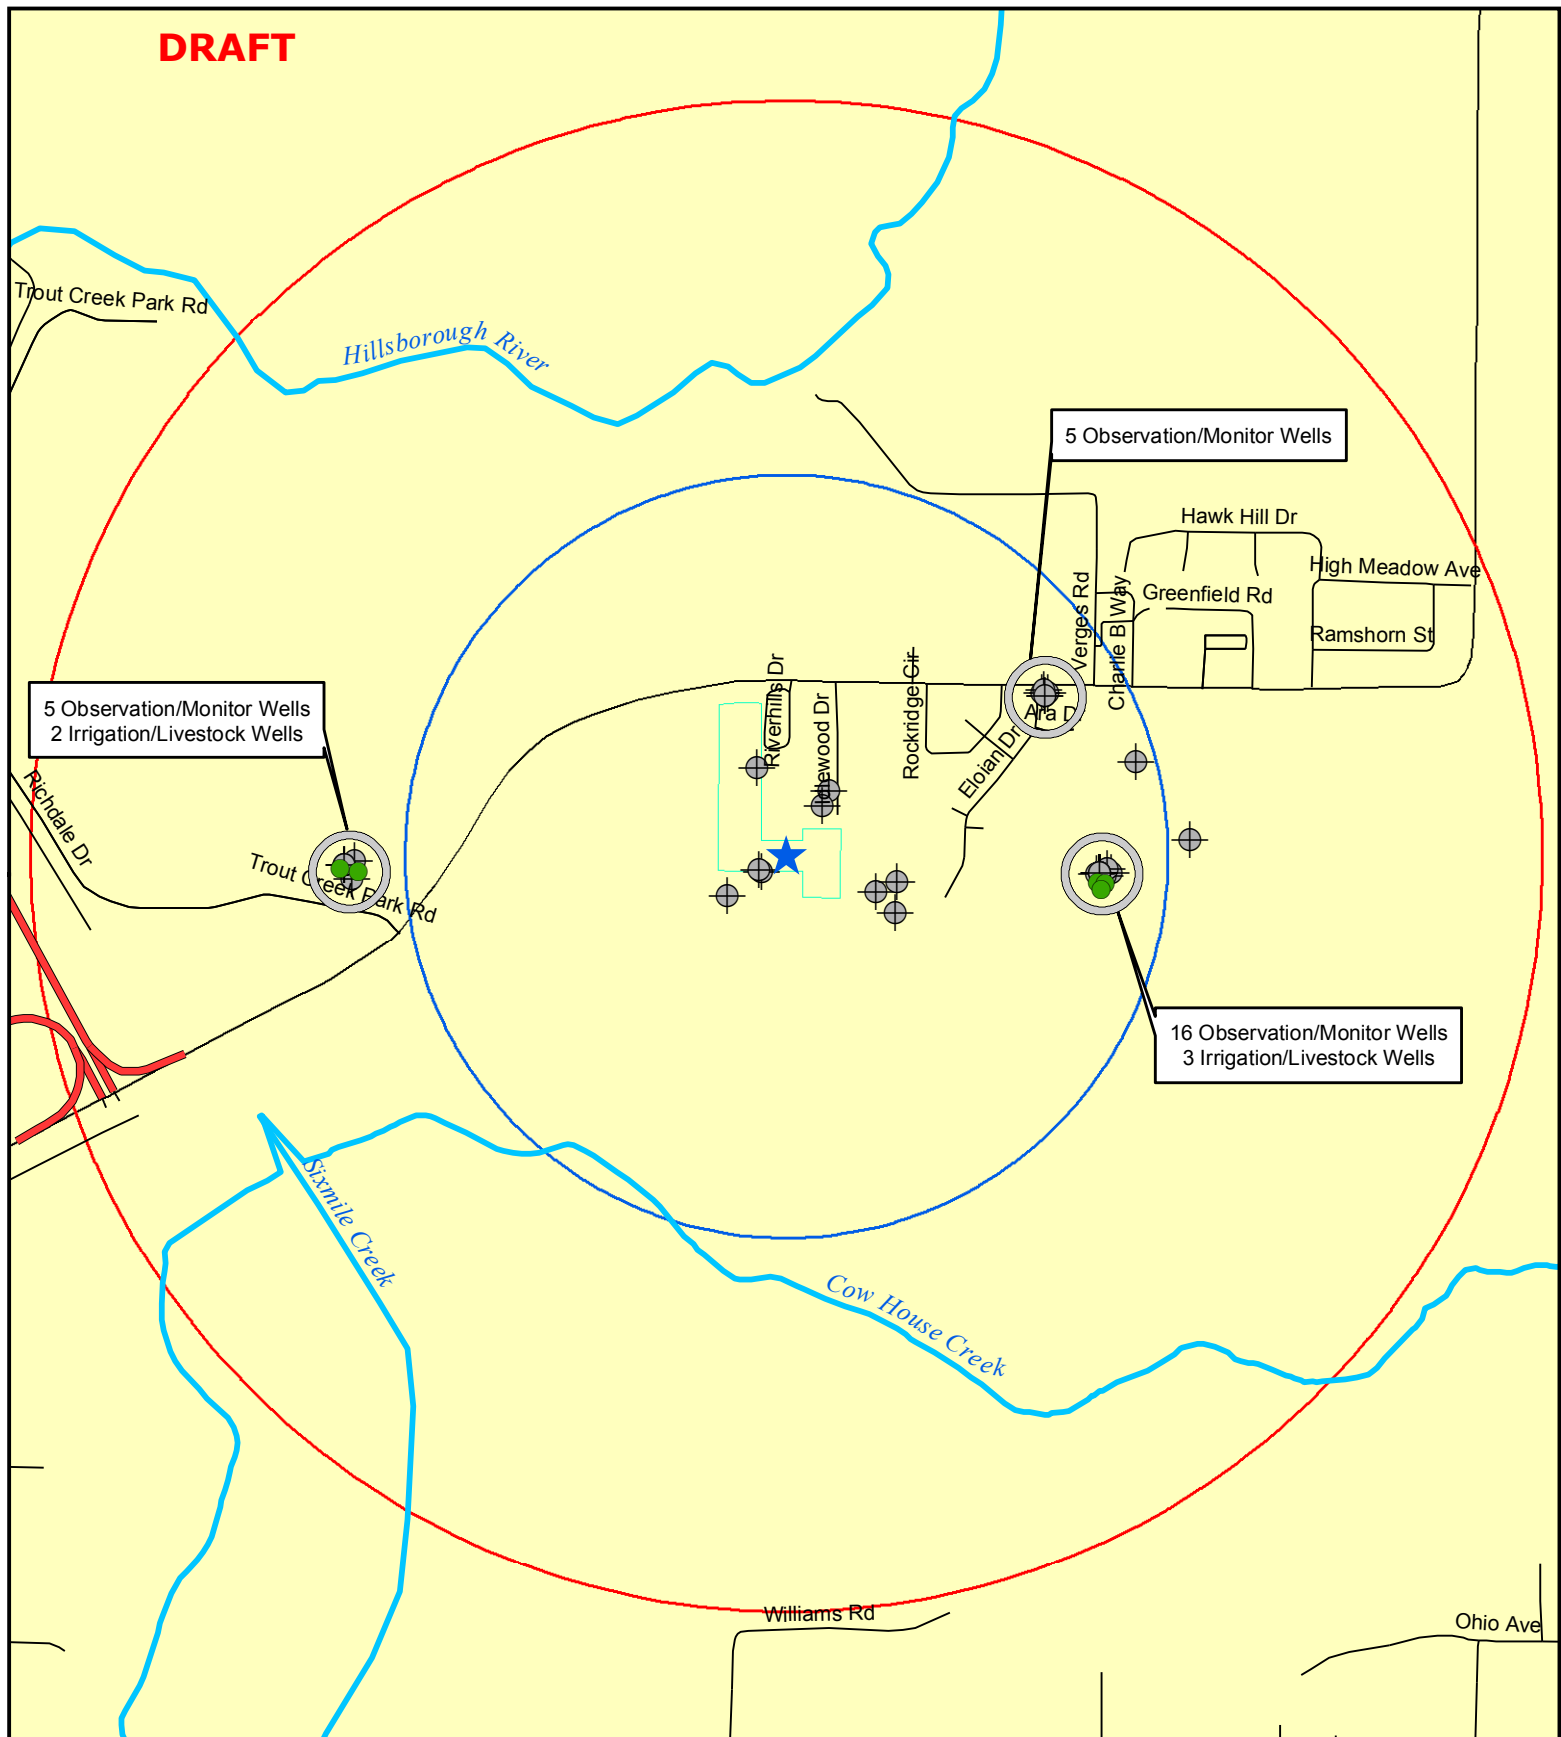 DRAFT
Trout Creek Park Rd
Hillsborough River
5 Observation/Monitor Wells
Hawk Hill Dr
High Meadow Ave
Greenfield Rd
Ramshorn St
Verges Rd
Charlie B Way
Riverhills Dr
Rockridge Cir
Ara D
Eloian Dr
5 Observation/Monitor Wells
2 Irrigation/Livestock Wells
Richdale Dr
Trout Creek Park Rd
16 Observation/Monitor Wells
3 Irrigation/Livestock Wells
Sixmile Creek
Cow House Creek
Williams Rd
Ohio Ave